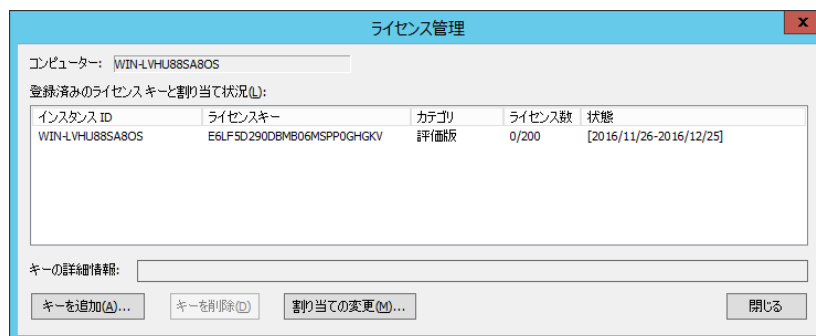 ライセンス管理
x
コンピューター: WIN-LVHU88SA8OS
登録済みのライセンス キーと割り当て状況(L):
インスタンス ID ライセンスキー カテゴリ ライセンス数 状態
WIN-LVHU88SA8OS E6LF5D290DBMB06MSPP0GHGKV 評価版 0/200 [2016/11/26-2016/12/25]
キーの詳細情報:
キーを追加(A)... キーを削除(D) 割り当ての変更(M)... 閉じる